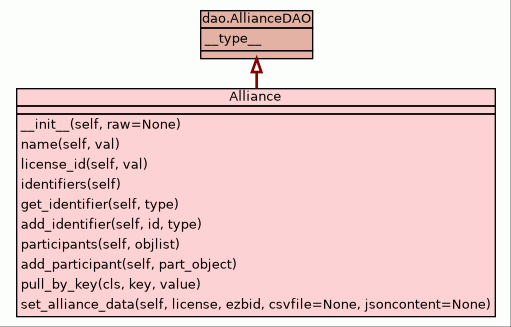 dao.AllianceDAO
__type__
Alliance
__init__(self, raw=None)
name(self, val)
license_id(self, val)
identifiers(self)
get_identifier(self, type)
add_identifier(self, id, type)
participants(self, objlist)
add_participant(self, part_object)
pull_by_key(cls, key, value)
set_alliance_data(self, license, ezbid, csvfile=None, jsoncontent=None)